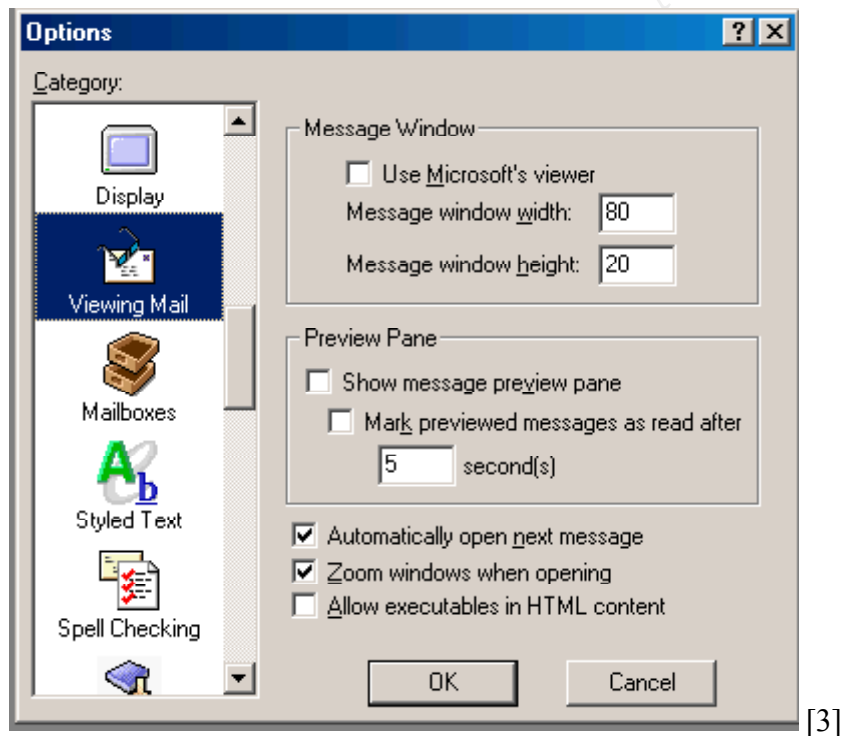 Options
Category:
Display
Viewing Mail
Mailboxes
Styled Text
Spell Checking
Message Window
Use Microsoft's viewer
Message window width: 80
Message window height: 20
Preview Pane
Show message preview pane
Mark previewed messages as read after
5 second(s)
Automatically open next message
Zoom windows when opening
Allow executables in HTML content
OK Cancel
[3]